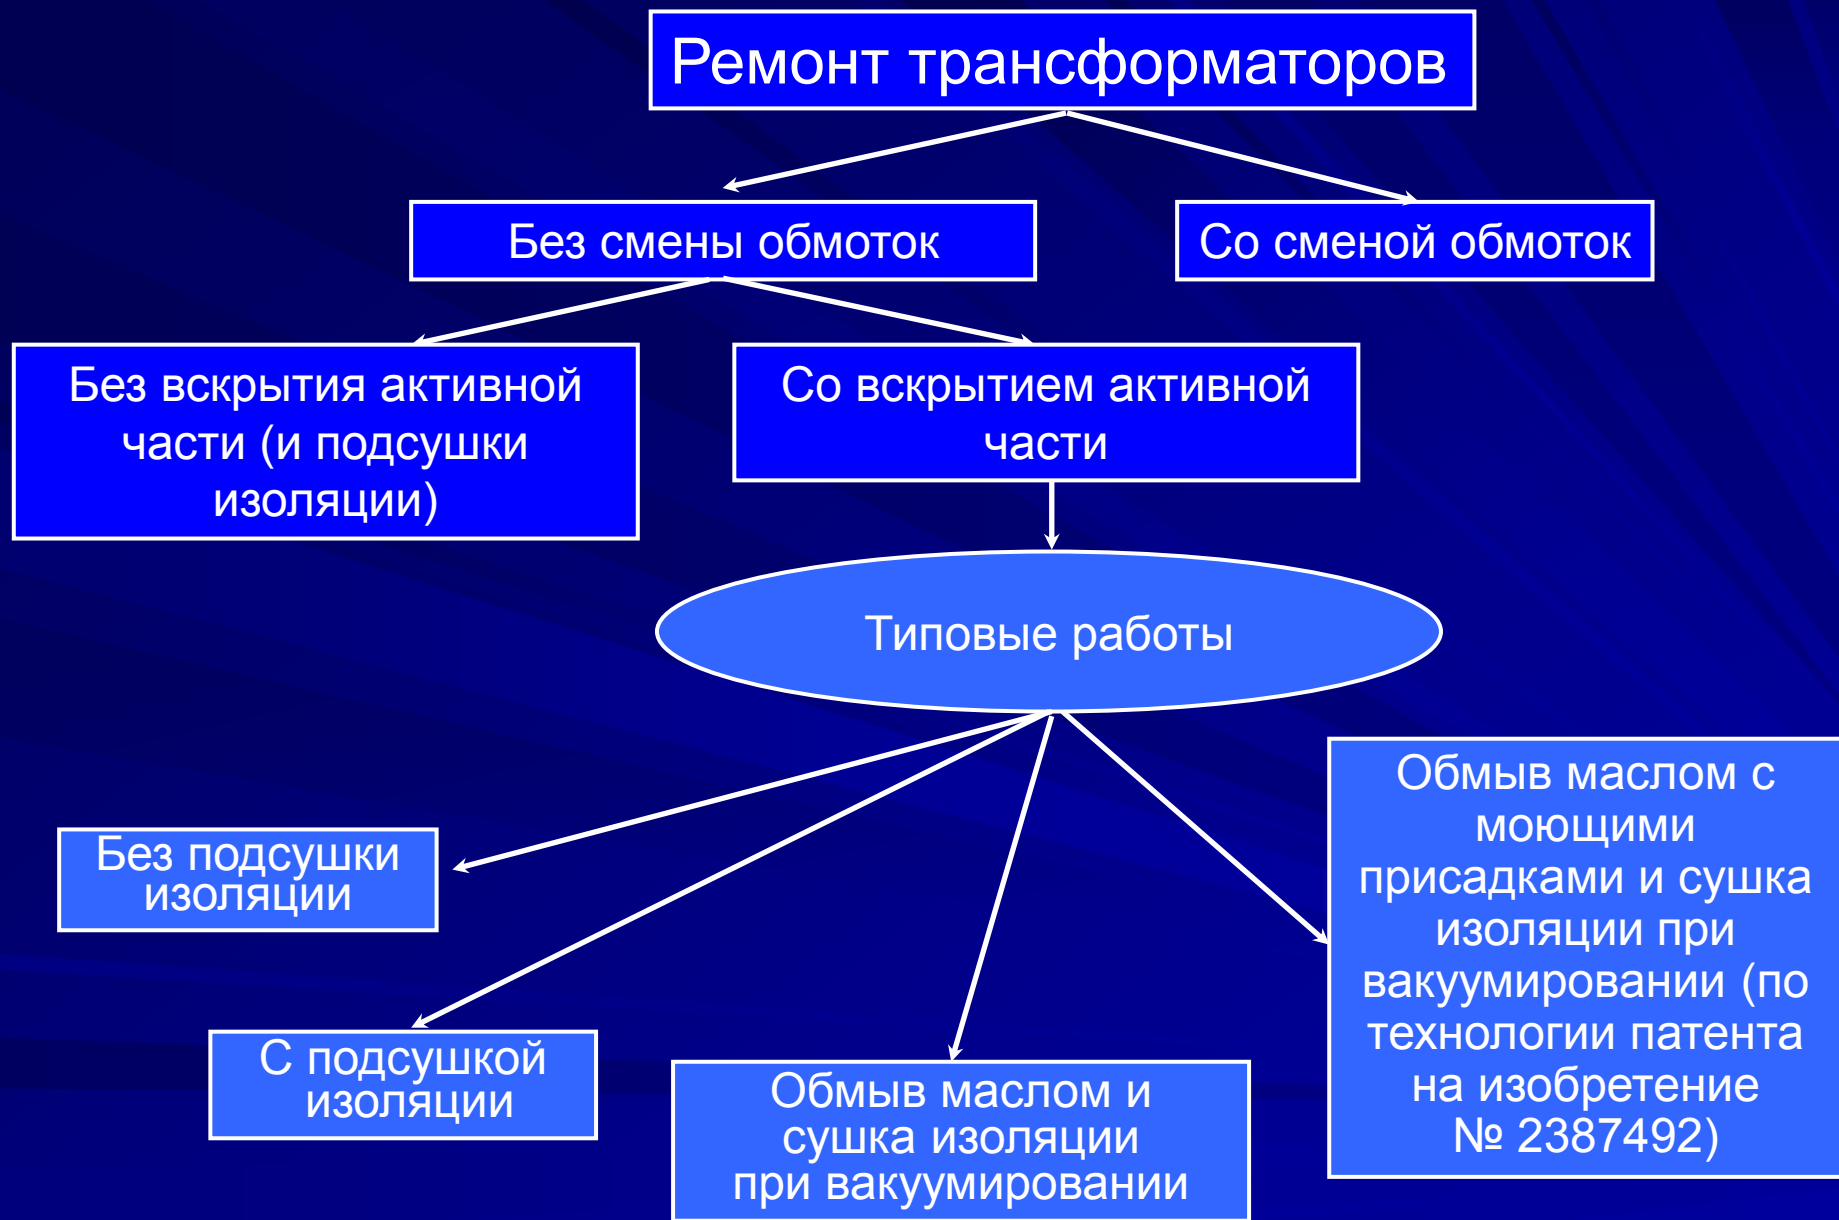 Ремонт трансформаторов
Без смены обмоток
Со сменой обмоток
Без вскрытия активной
части (и подсушки
изоляции)
Со вскрытием активной
части
Типовые работы
Без подсушки
изоляции
С подсушкой
изоляции
Обмыв маслом и
сушка изоляции
при вакуумировании
Обмыв маслом с
моющими
присадками и сушка
изоляции при
вакуумировании (по
технологии патента
на изобретение
№ 2387492)